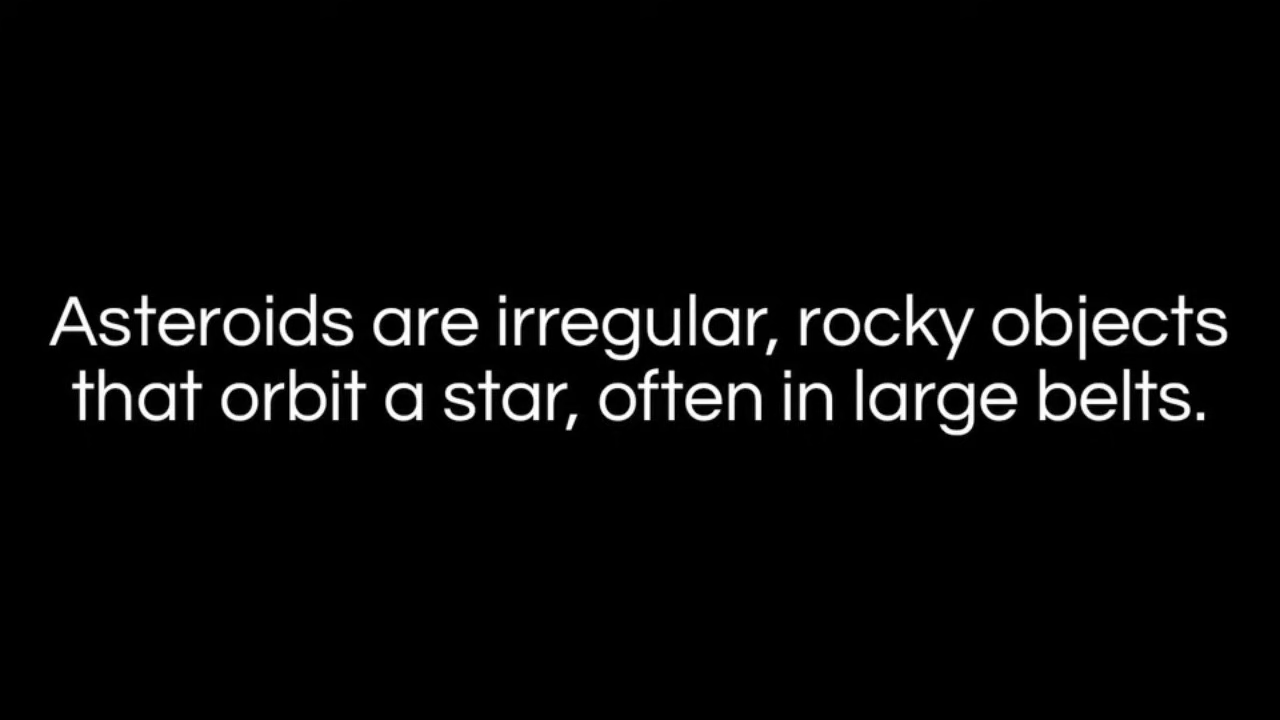 Asteroids are irregular, rocky objects
that orbit a star, often in large belts.